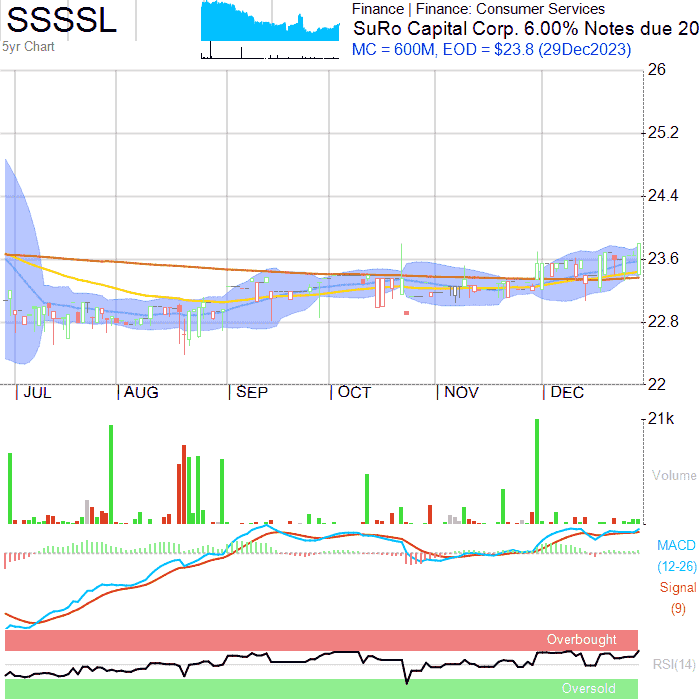 SSSSL
5yr Chart
Finance | Finance: Consumer Services
SuRo Capital Corp. 6.00% Notes due 20
MC = 600M, EOD = $23.8 (29Dec2023)
26
25.2
24.4
23.6
22.8
22
JUL AUG SEP OCT NOV DEC
21k
Volume
MACD
(12-26)
Signal
(9)
Overbought
RSI(14)
Oversold